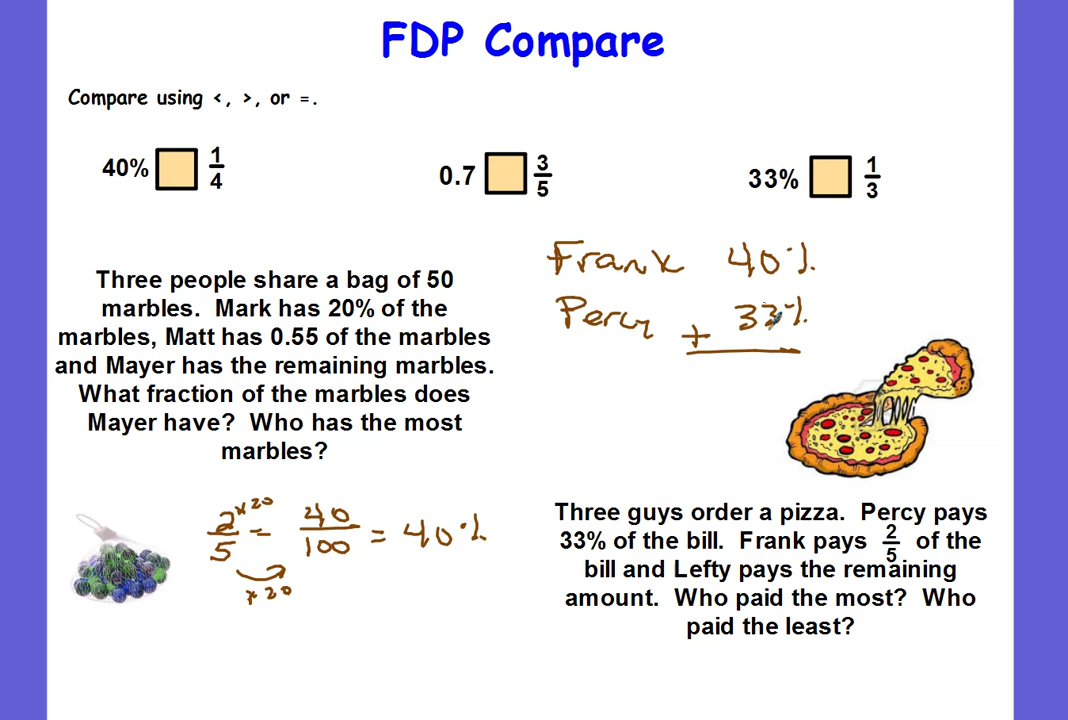 FDP Compare
Compare using <, >, or =.
40% 1/4
0.7 3/5
33% 1/3
Three people share a bag of 50
marbles. Mark has 20% of the
marbles, Matt has 0.55 of the marbles
and Mayer has the remaining marbles.
What fraction of the marbles does
Mayer have? Who has the most
marbles?
2/5 x20 = 40/100 = 40%
x20
Frank 40%
Percy + 33%
Three guys order a pizza. Percy pays
33% of the bill. Frank pays 2/5 of the
bill and Lefty pays the remaining
amount. Who paid the most? Who
paid the least?